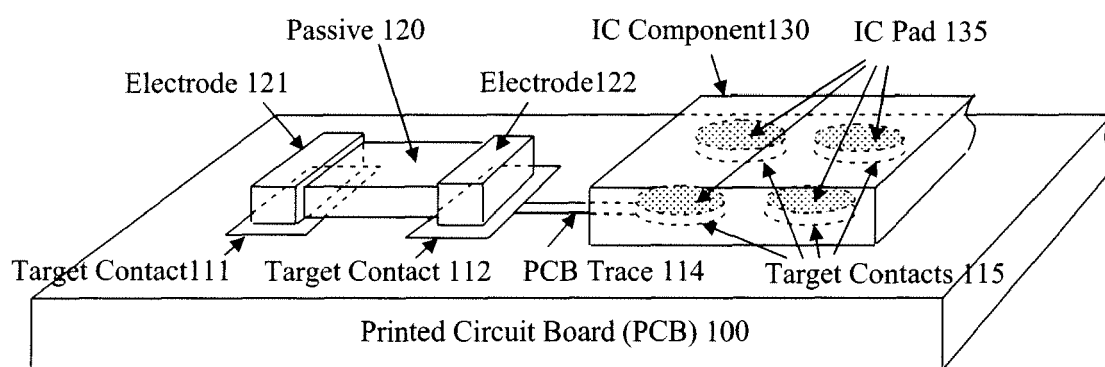 Passive 120
IC Component130
IC Pad 135
Electrode 121
Electrode122
Target Contact111
Target Contact 112
PCB Trace 114
Target Contacts 115
Printed Circuit Board (PCB) 100